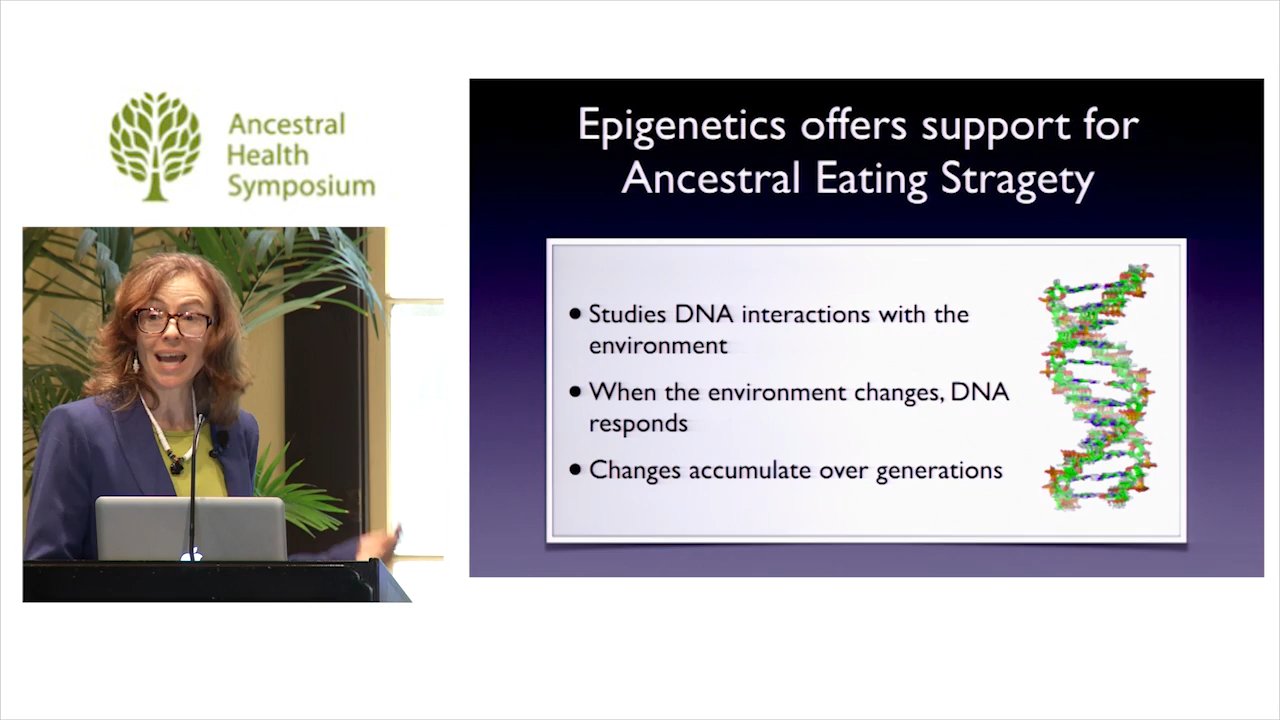 Ancestral
Health
Symposium
Epigenetics offers support for
Ancestral Eating Stragety
• Studies DNA interactions with the
environment
• When the environment changes, DNA
responds
• Changes accumulate over generations